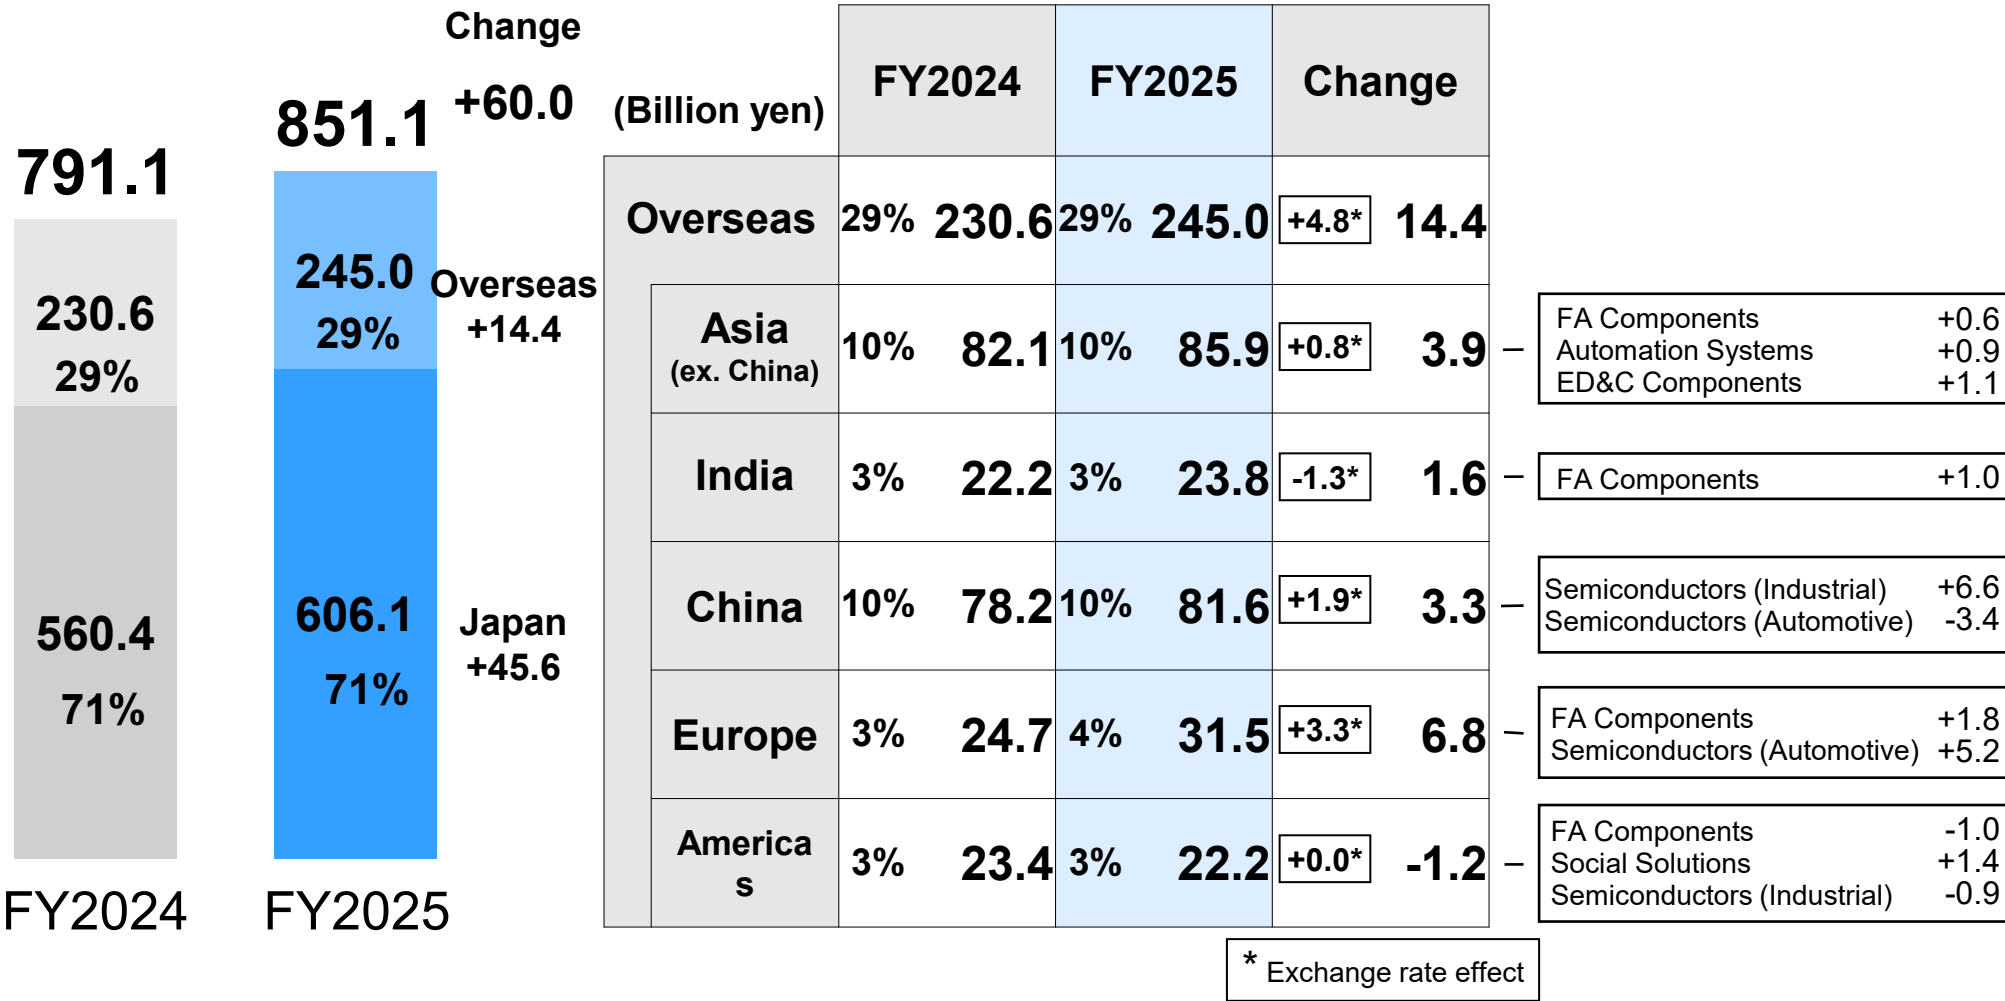 Change
+60.0
791.1
851.1
230.6
29%
245.0
29%
Overseas
+14.4
560.4
71%
606.1
71%
Japan
+45.6
FY2024
FY2025
(Billion yen)
FY2024
FY2025
Change
Overseas
29% 230.6
29% 245.0
+4.8* 14.4
Asia
(ex. China)
10% 82.1
10% 85.9
+0.8* 3.9
FA Components +0.6
Automation Systems +0.9
ED&C Components +1.1
India
3% 22.2
3% 23.8
-1.3* 1.6
FA Components +1.0
China
10% 78.2
10% 81.6
+1.9* 3.3
Semiconductors (Industrial) +6.6
Semiconductors (Automotive) -3.4
Europe
3% 24.7
4% 31.5
+3.3* 6.8
FA Components +1.8
Semiconductors (Automotive) +5.2
America
s
3% 23.4
3% 22.2
+0.0* -1.2
FA Components -1.0
Social Solutions +1.4
Semiconductors (Industrial) -0.9
* Exchange rate effect